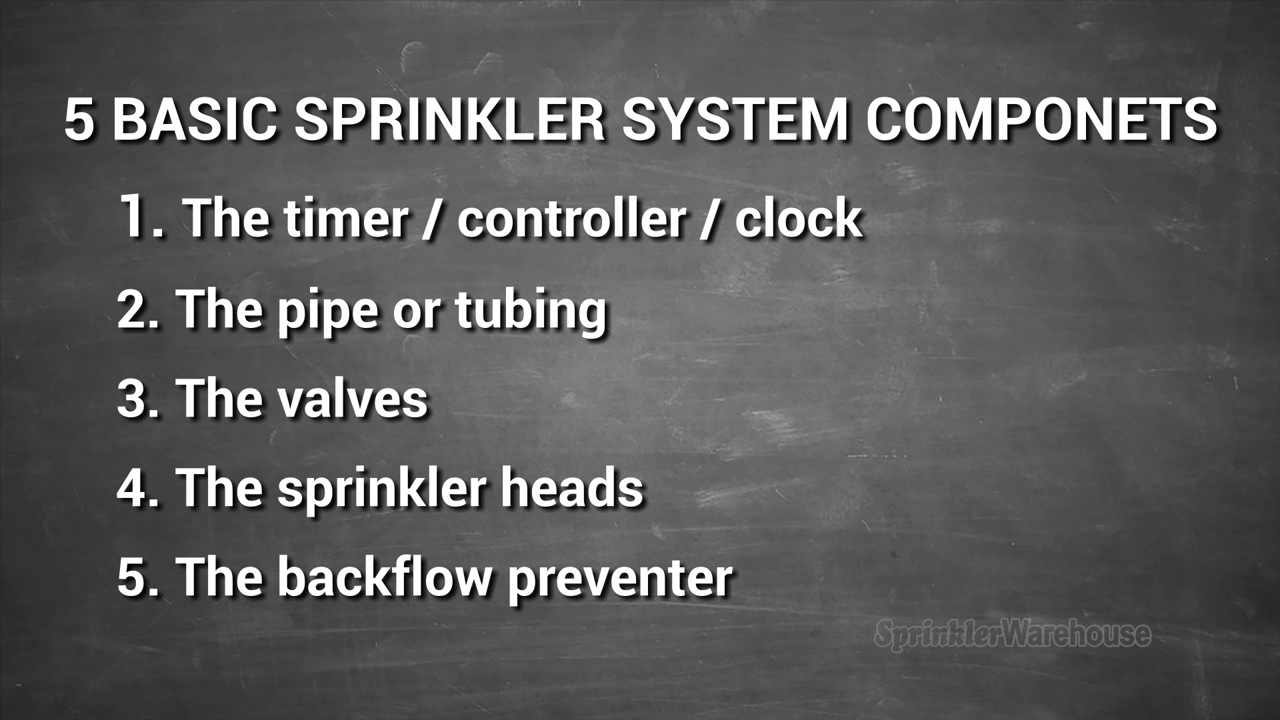 5 BASIC SPRINKLER SYSTEM COMPONETS
1. The timer / controller / clock
2. The pipe or tubing
3. The valves
4. The sprinkler heads
5. The backflow preventer
SprinklerWarehouse